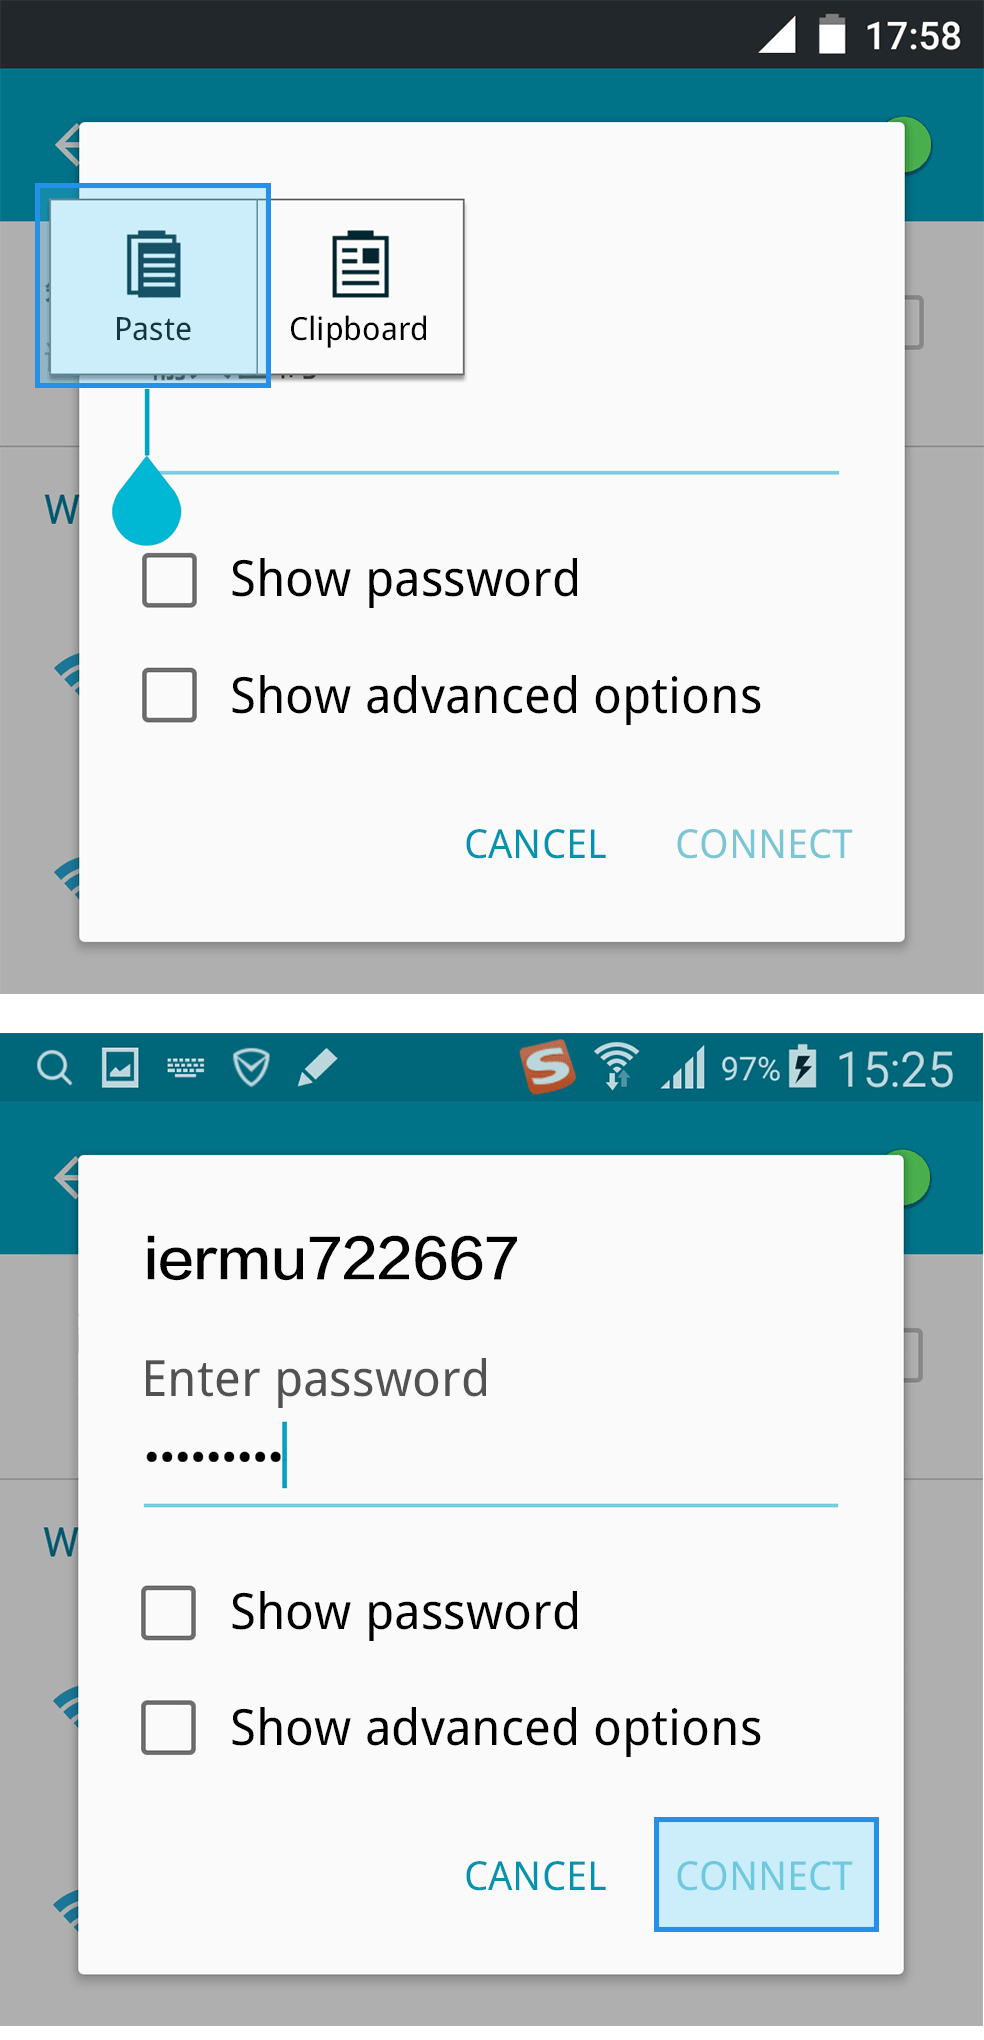 17:58
Paste
Clipboard
Show password
Show advanced options
CANCEL CONNECT
97% 15:25
iermu722667
Enter password
•••••••••
W
Show password
Show advanced options
CANCEL CONNECT